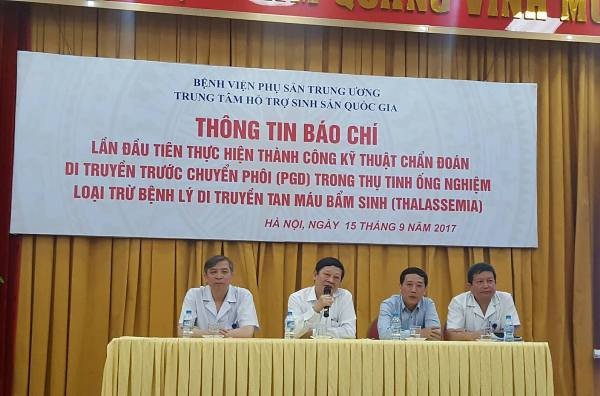 QUANG VINH MU
BỆNH VIỆN PHỤ SẢN TRUNG ƯƠNG
TRUNG TÂM HỖ TRỢ SINH SẢN QUỐC GIA
THÔNG TIN BÁO CHÍ
LẦN ĐẦU TIÊN THỰC HIỆN THÀNH CÔNG KỸ THUẬT CHẨN ĐOÁN
DI TRUYỀN TRƯỚC CHUYỂN PHÔI (PGD) TRONG THỤ TINH ỐNG NGHIỆM
LOẠI TRỪ BỆNH LÝ DI TRUYỀN TAN MÁU BẨM SINH (THALASSEMIA)
HÀ NỘI, NGÀY 15 THÁNG 9 NĂM 2017